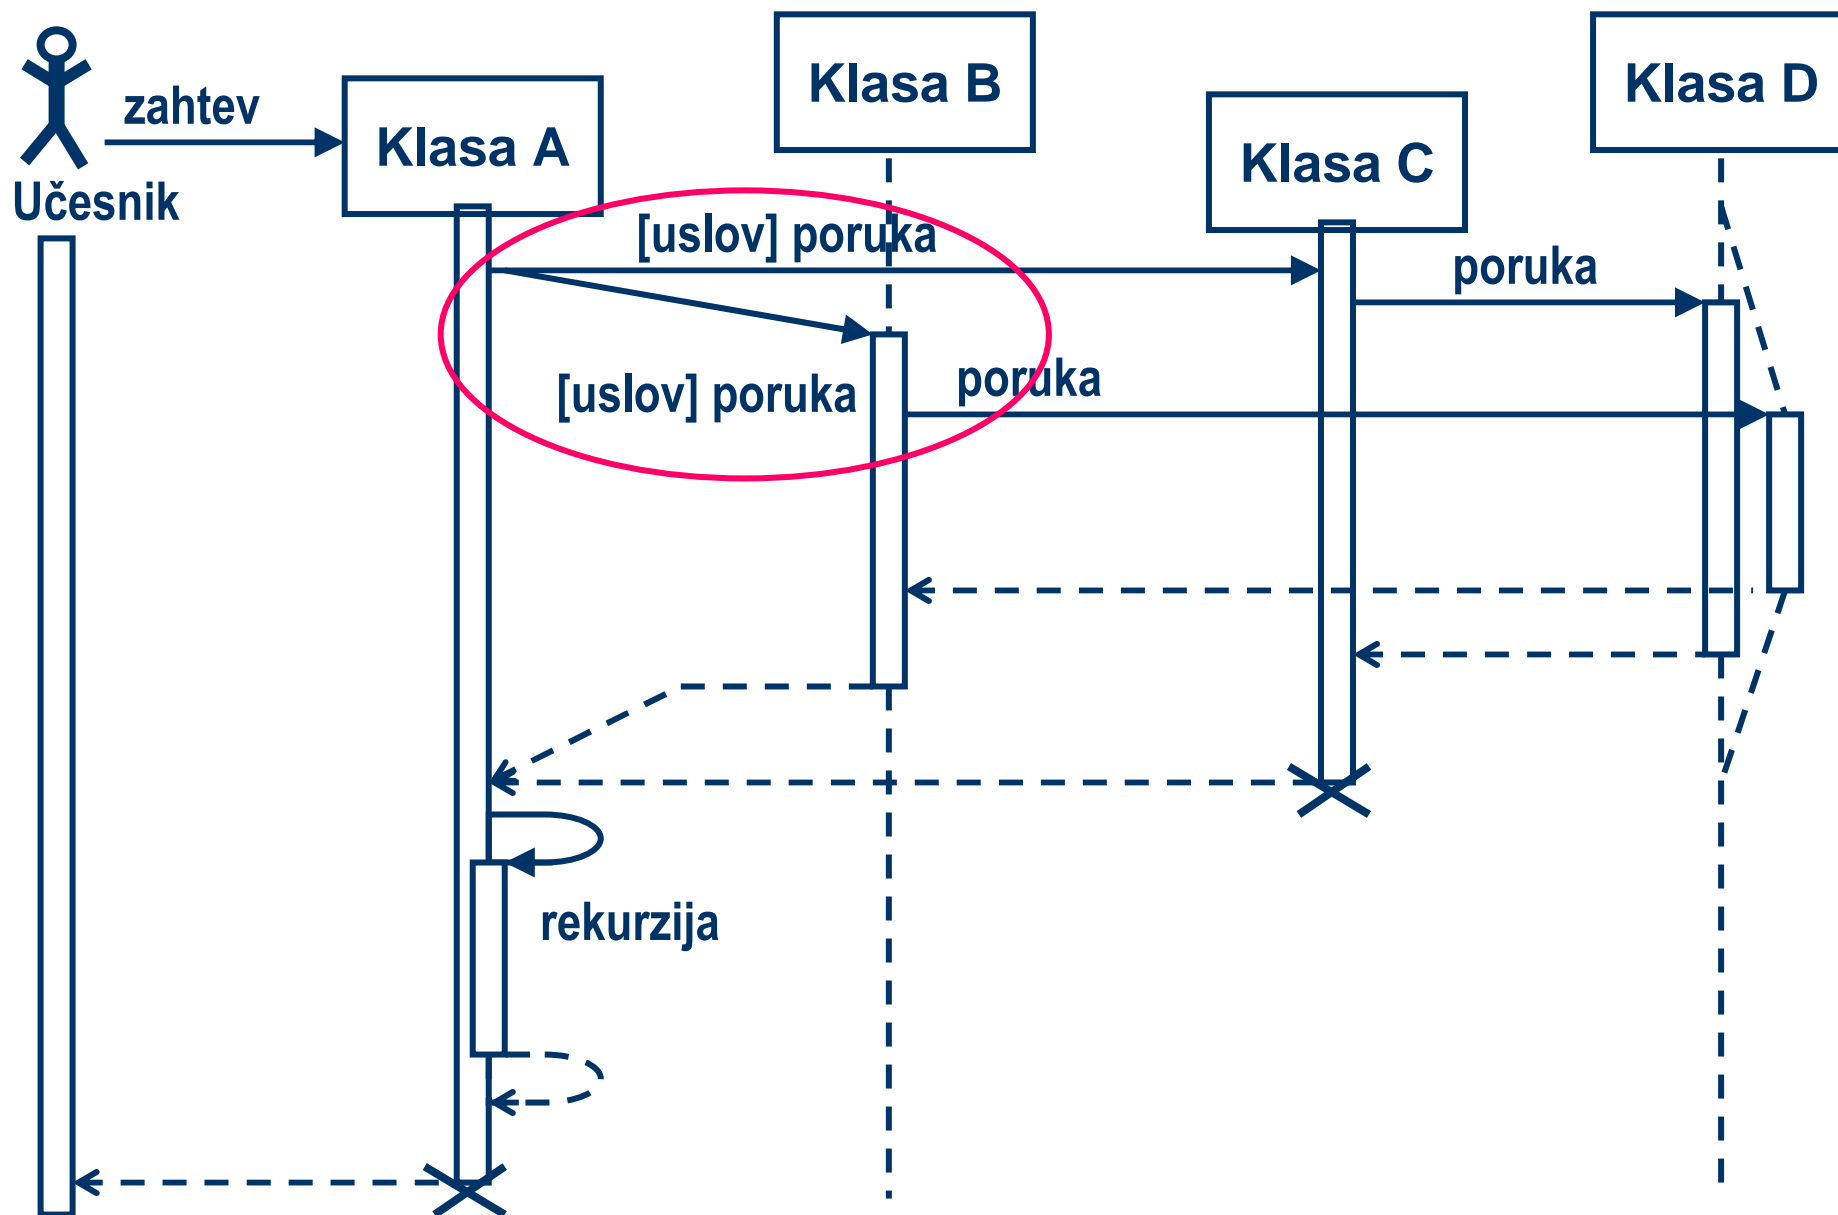 Klasa B
Klasa D
zahtev
Klasa A
Klasa C
Učesnik
[uslov] poruka
poruka
[uslov] poruka
poruka
rekurzija